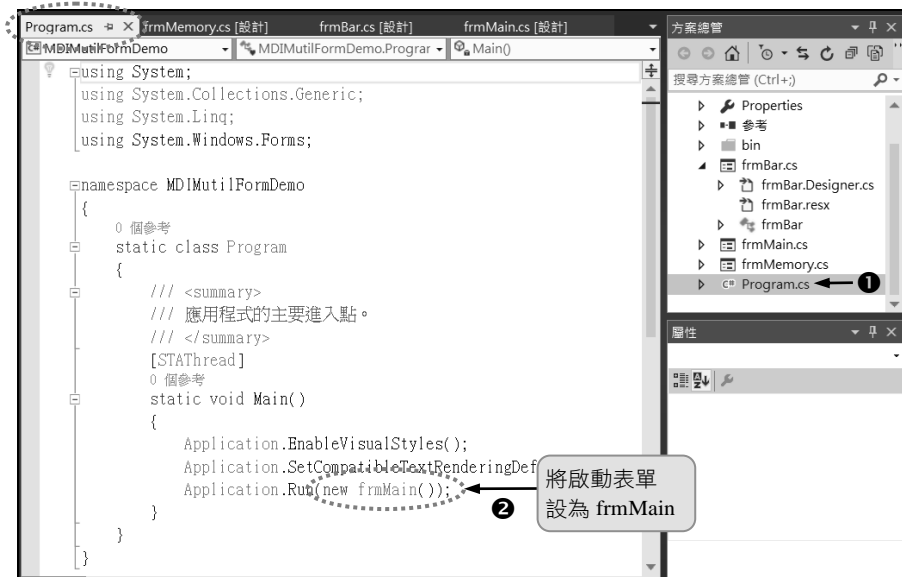 Program.cs frmMemory.cs [設計] frmBar.cs [設計] frmMain.cs [設計]
MDIMutilFormDemo MDIMutilFormDemo.Prograr Main()
using System;
using System.Collections.Generic;
using System.Linq;
using System.Windows.Forms;
namespace MDIMutilFormDemo
{
0 個參考
static class Program
{
/// <summary>
/// 應用程式的主要進入點。
/// </summary>
[STAThread]
0 個參考
static void Main()
{
Application.EnableVisualStyles();
Application.SetCompatibleTextRenderingDef
Application.Run(new frmMain());
}
}
}
❷
將啟動表單
設為 frmMain
方案總管
搜尋方案總管 (Ctrl+;)
Properties
參考
bin
frmBar.cs
frmBar.Designer.cs
frmBar.resx
frmBar
frmMain.cs
frmMemory.cs
C# Program.cs ❶
屬性